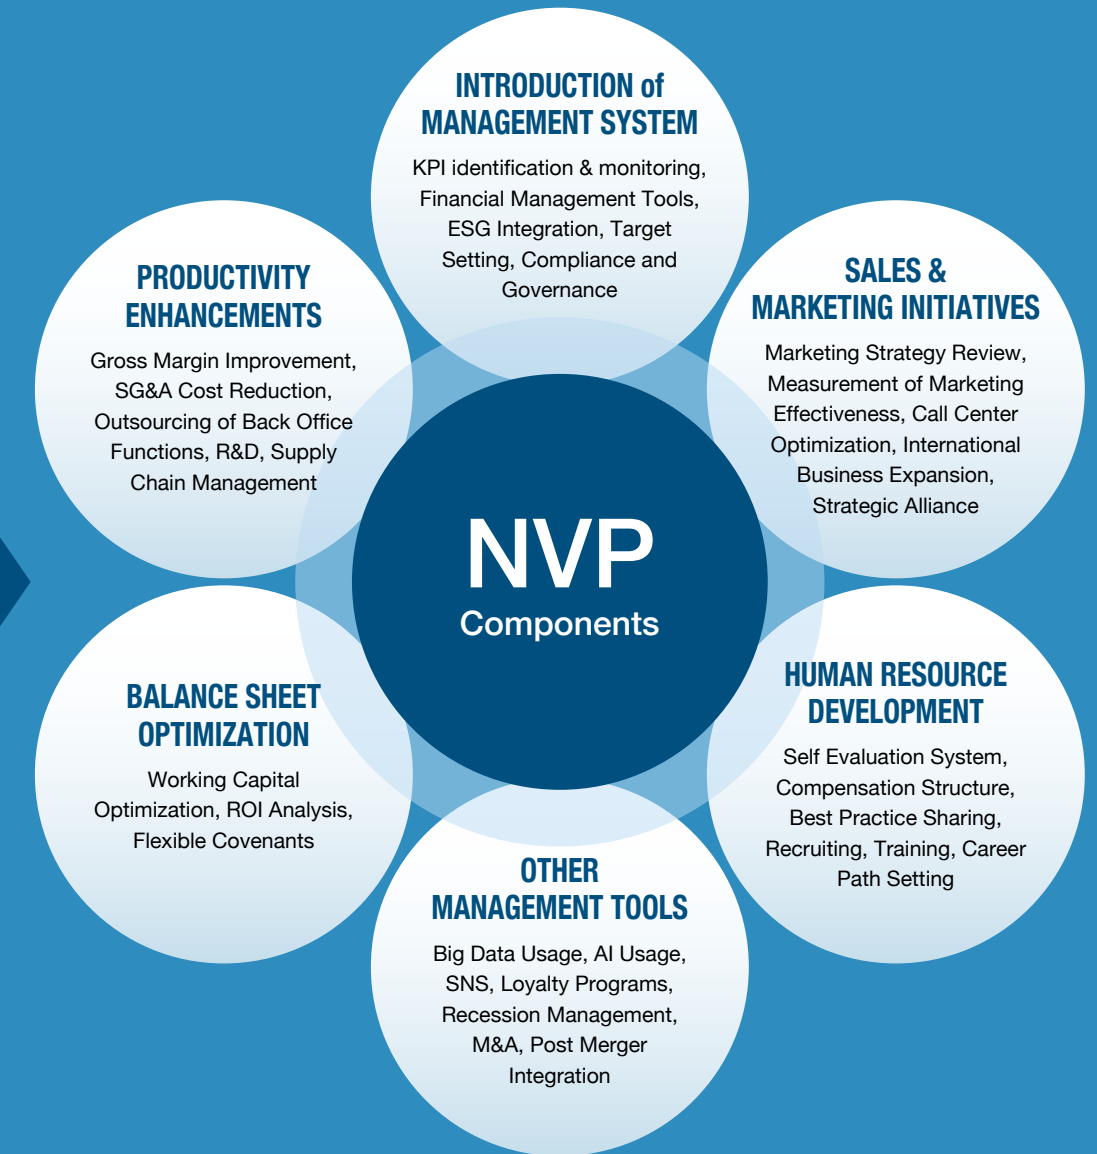 INTRODUCTION of
MANAGEMENT SYSTEM
KPI identification & monitoring,
Financial Management Tools,
ESG Integration, Target
Setting, Compliance and
Governance
PRODUCTIVITY
ENHANCEMENTS
Gross Margin Improvement,
SG&A Cost Reduction,
Outsourcing of Back Office
Functions, R&D, Supply
Chain Management
SALES &
MARKETING INITIATIVES
Marketing Strategy Review,
Measurement of Marketing
Effectiveness, Call Center
Optimization, International
Business Expansion,
Strategic Alliance
NVP
Components
BALANCE SHEET
OPTIMIZATION
Working Capital
Optimization, ROI Analysis,
Flexible Covenants
HUMAN RESOURCE
DEVELOPMENT
Self Evaluation System,
Compensation Structure,
Best Practice Sharing,
Recruiting, Training, Career
Path Setting
OTHER
MANAGEMENT TOOLS
Big Data Usage, AI Usage,
SNS, Loyalty Programs,
Recession Management,
M&A, Post Merger
Integration